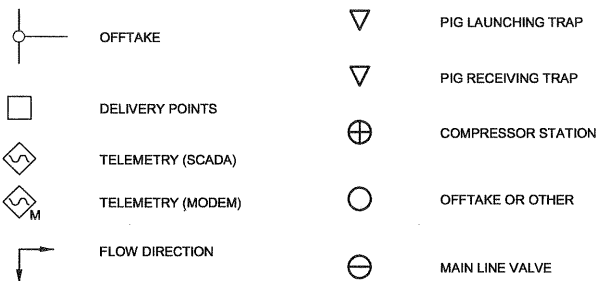 OFFTAKE
DELIVERY POINTS
TELEMETRY (SCADA)
M
TELEMETRY (MODEM)
FLOW DIRECTION
PIG LAUNCHING TRAP
PIG RECEIVING TRAP
COMPRESSOR STATION
OFFTAKE OR OTHER
MAIN LINE VALVE